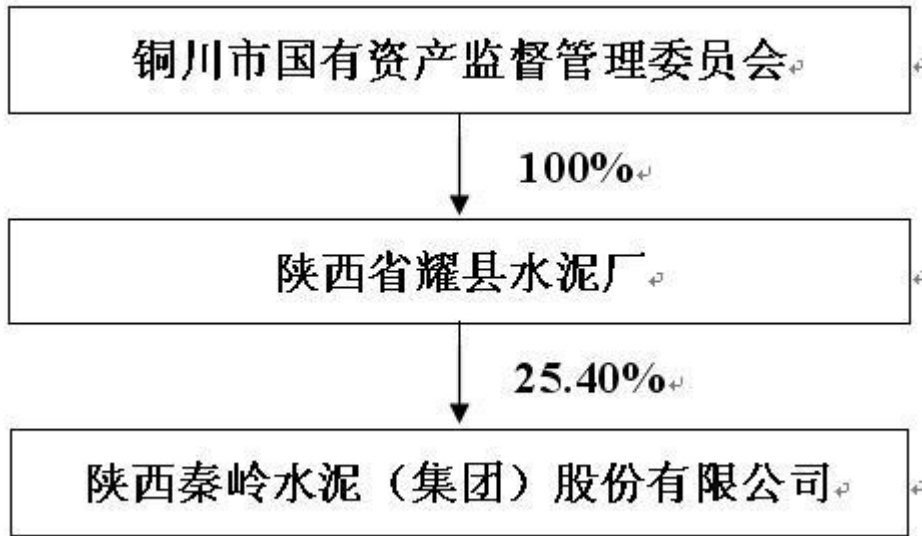 铜川市国有资产监督管理委员会
100%
陕西省耀县水泥厂
25.40%
陕西秦岭水泥（集团）股份有限公司